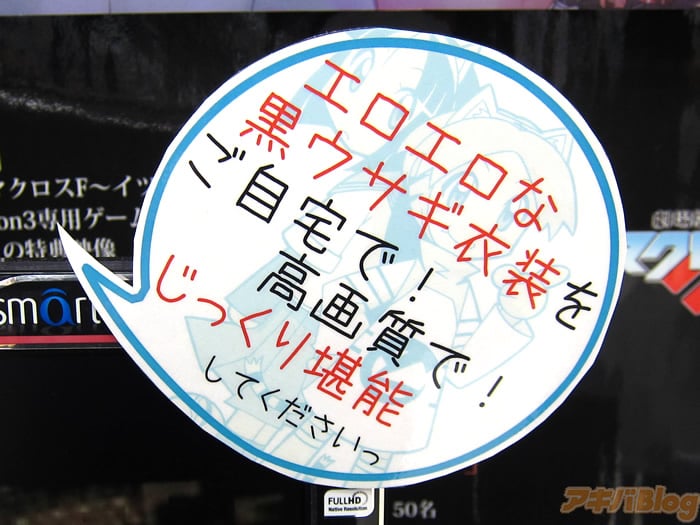 エロエロな
黒ウサギ衣装を
ご自宅で！
高画質で！
じっくり堪能
してくださいっ
マクロスF～イツ
on3専用ゲーム
の特典映像
smart
スク
FULL HD
Native Resolution
50名
アキバBlog